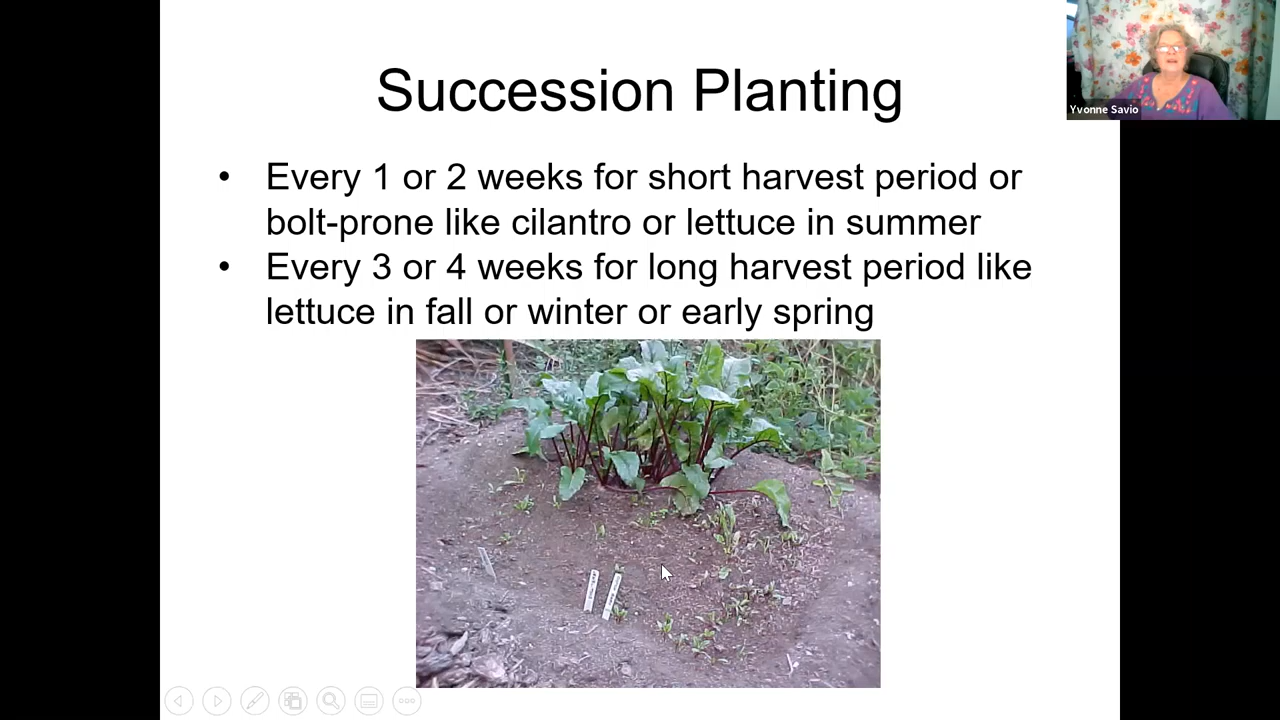 Succession Planting
• Every 1 or 2 weeks for short harvest period or
bolt-prone like cilantro or lettuce in summer
• Every 3 or 4 weeks for long harvest period like
lettuce in fall or winter or early spring
Yvonne Savio